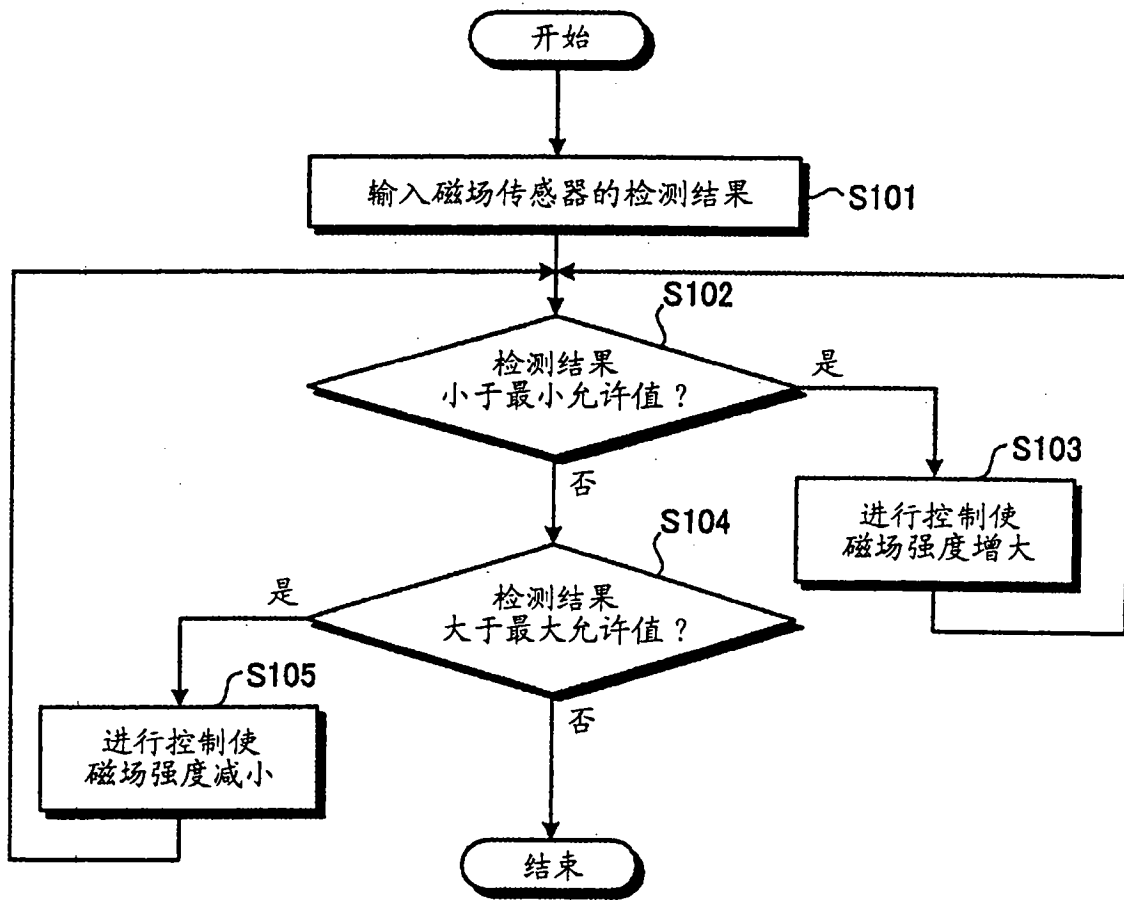 开始
输入磁场传感器的检测结果
S101
S102
检测结果
小于最小允许值?
是
否
S103
进行控制使
磁场强度增大
S104
检测结果
大于最大允许值?
是
否
S105
进行控制使
磁场强度减小
结束